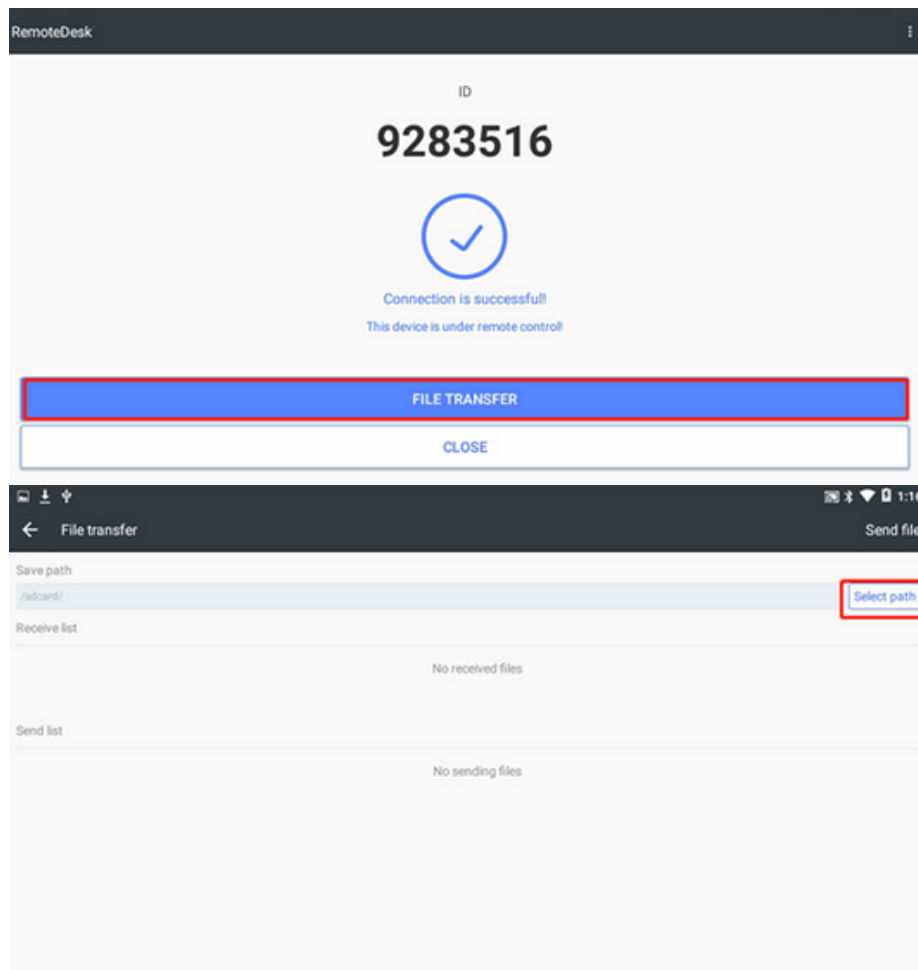 RemoteDesk
ID
9283516
Connection is successful!
This device is under remote control!
FILE TRANSFER
CLOSE
File transfer
Send file
Save path
/sdcard/
Select path
Receive list
No received files
Send list
No sending files